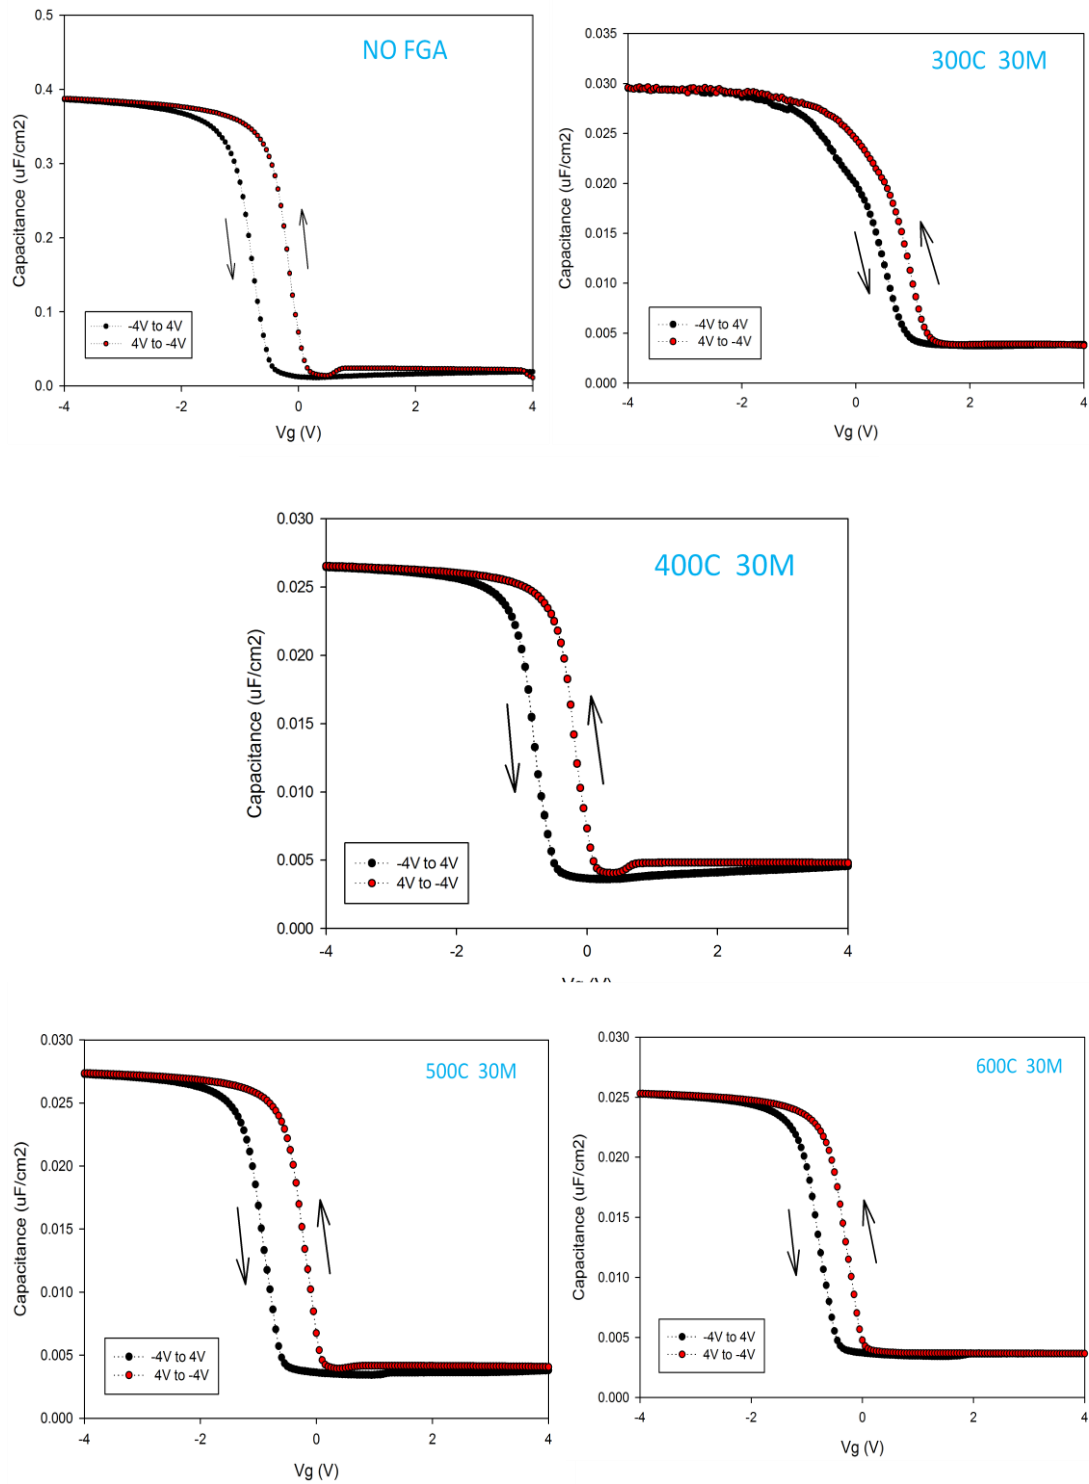 NO FGA
0.5
0.4
0.3
0.2
0.1
0.0
Capacitance (uF/cm2)
-4V to 4V
4V to -4V
-4 -2 0 2 4
Vg (V)
300C 30M
0.035
0.030
0.025
0.020
0.015
0.010
0.005
0.000
Capacitance (uF/cm2)
-4V to 4V
4V to -4V
-4 -2 0 2 4
Vg (V)
400C 30M
0.030
0.025
0.020
0.015
0.010
0.005
0.000
Capacitance (uF/cm2)
-4V to 4V
4V to -4V
-4 -2 0 2 4
Vg (V)
500C 30M
0.030
0.025
0.020
0.015
0.010
0.005
0.000
Capacitance (uF/cm2)
-4V to 4V
4V to -4V
-4 -2 0 2 4
Vg (V)
600C 30M
0.030
0.025
0.020
0.015
0.010
0.005
0.000
Capacitance (uF/cm2)
-4V to 4V
4V to -4V
-4 -2 0 2 4
Vg (V)